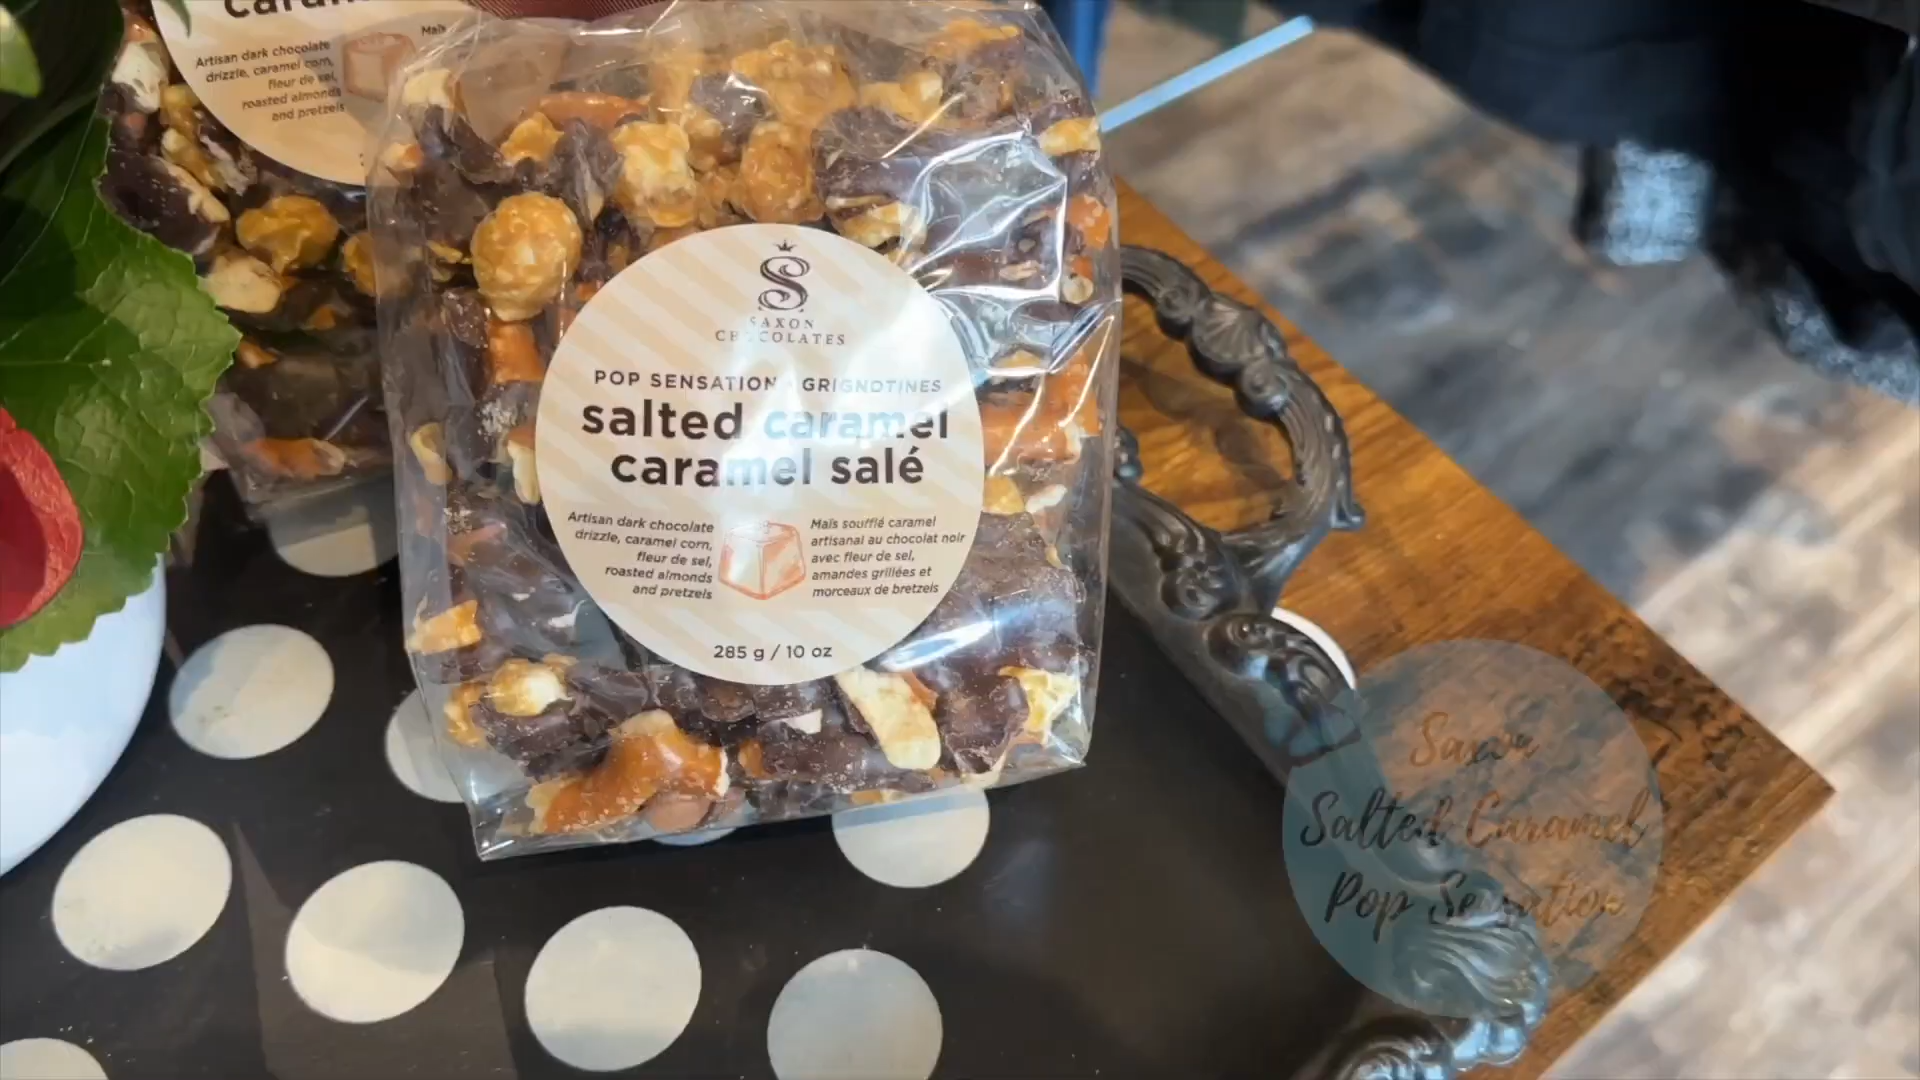 caram
Artisan dark chocolate
drizzle, caramel corn,
fleur de sel,
roasted almonds
and pretzels
Maïs
S
SAXON
CHOCOLATES
POP SENSATION · GRIGNOTINES
salted caramel
caramel salé
Artisan dark chocolate
drizzle, caramel corn,
fleur de sel,
roasted almonds
and pretzels
Maïs soufflé caramel
artisanal au chocolat noir
avec fleur de sel,
amandes grillées et
morceaux de bretzels
285 g / 10 oz
Saxon
Salted Caramel
Pop Sensation